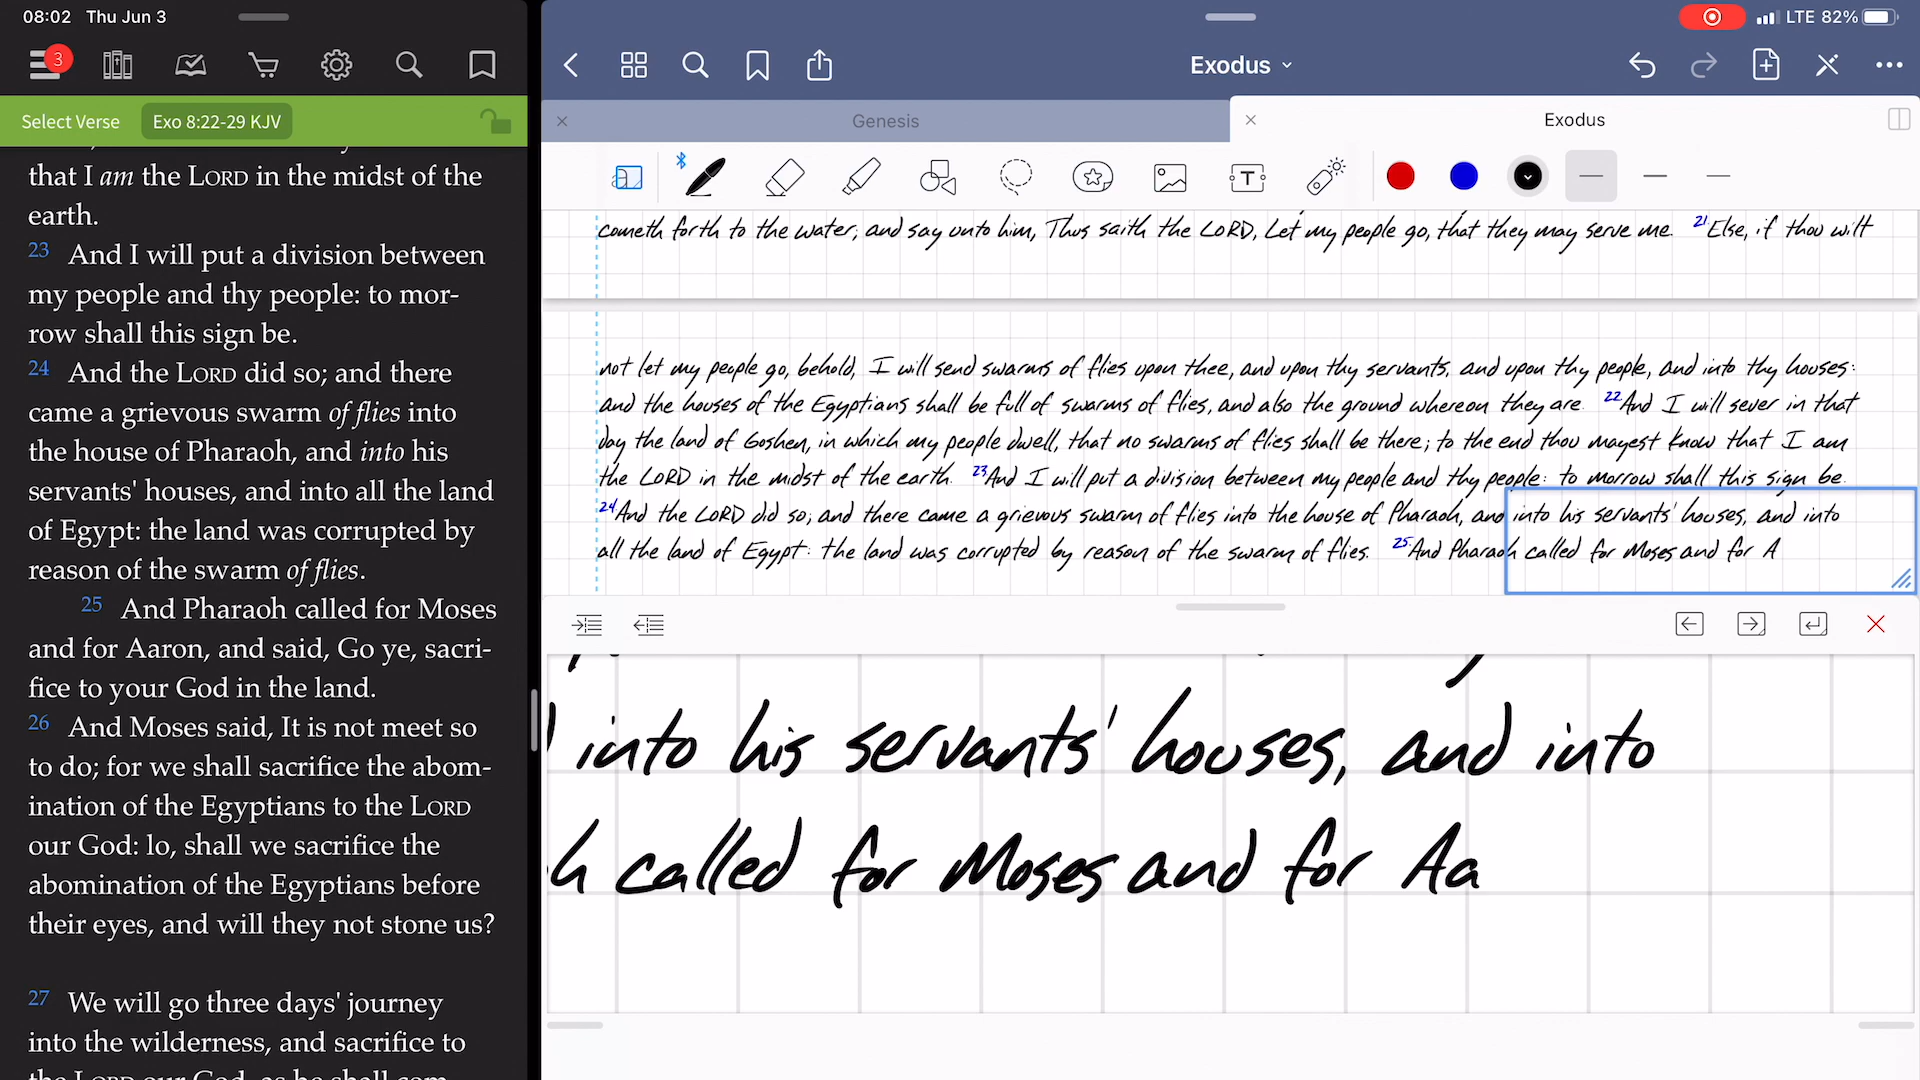 08:02 Thu Jun 3
LTE 82%
3
Select Verse Exo 8:22-29 KJV
that I am the LORD in the midst of the
earth.
23 And I will put a division between
my people and thy people: to mor-
row shall this sign be.
24 And the LORD did so; and there
came a grievous swarm of flies into
the house of Pharaoh, and into his
servants' houses, and into all the land
of Egypt: the land was corrupted by
reason of the swarm of flies.
25 And Pharaoh called for Moses
and for Aaron, and said, Go ye, sacri-
fice to your God in the land.
26 And Moses said, It is not meet so
to do; for we shall sacrifice the abom-
ination of the Egyptians to the LORD
our God: lo, shall we sacrifice the
abomination of the Egyptians before
their eyes, and will they not stone us?
27 We will go three days' journey
into the wilderness, and sacrifice to
the LORD our God, as he shall com-
Exodus
Genesis
Exodus
T
cometh forth to the water; and say unto him, Thus saith the LORD, Let my people go, that they may serve me. 21 Else, if thou wilt
not let my people go, behold, I will send swarms of flies upon thee, and upon thy servants, and upon thy people, and into thy houses:
and the houses of the Egyptians shall be full of swarms of flies, and also the ground whereon they are. 22 And I will sever in that
day the land of Goshen, in which my people dwell, that no swarms of flies shall be there; to the end thou mayest know that I am
the LORD in the midst of the earth. 23 And I will put a division between my people and thy people: to morrow shall this sign be.
24 And the LORD did so; and there came a grievous swarm of flies into the house of Pharaoh, and into his servants' houses, and into
all the land of Egypt: the land was corrupted by reason of the swarm of flies. 25 And Pharaoh called for Moses and for A
into his servants' houses, and into
h called for Moses and for Aa